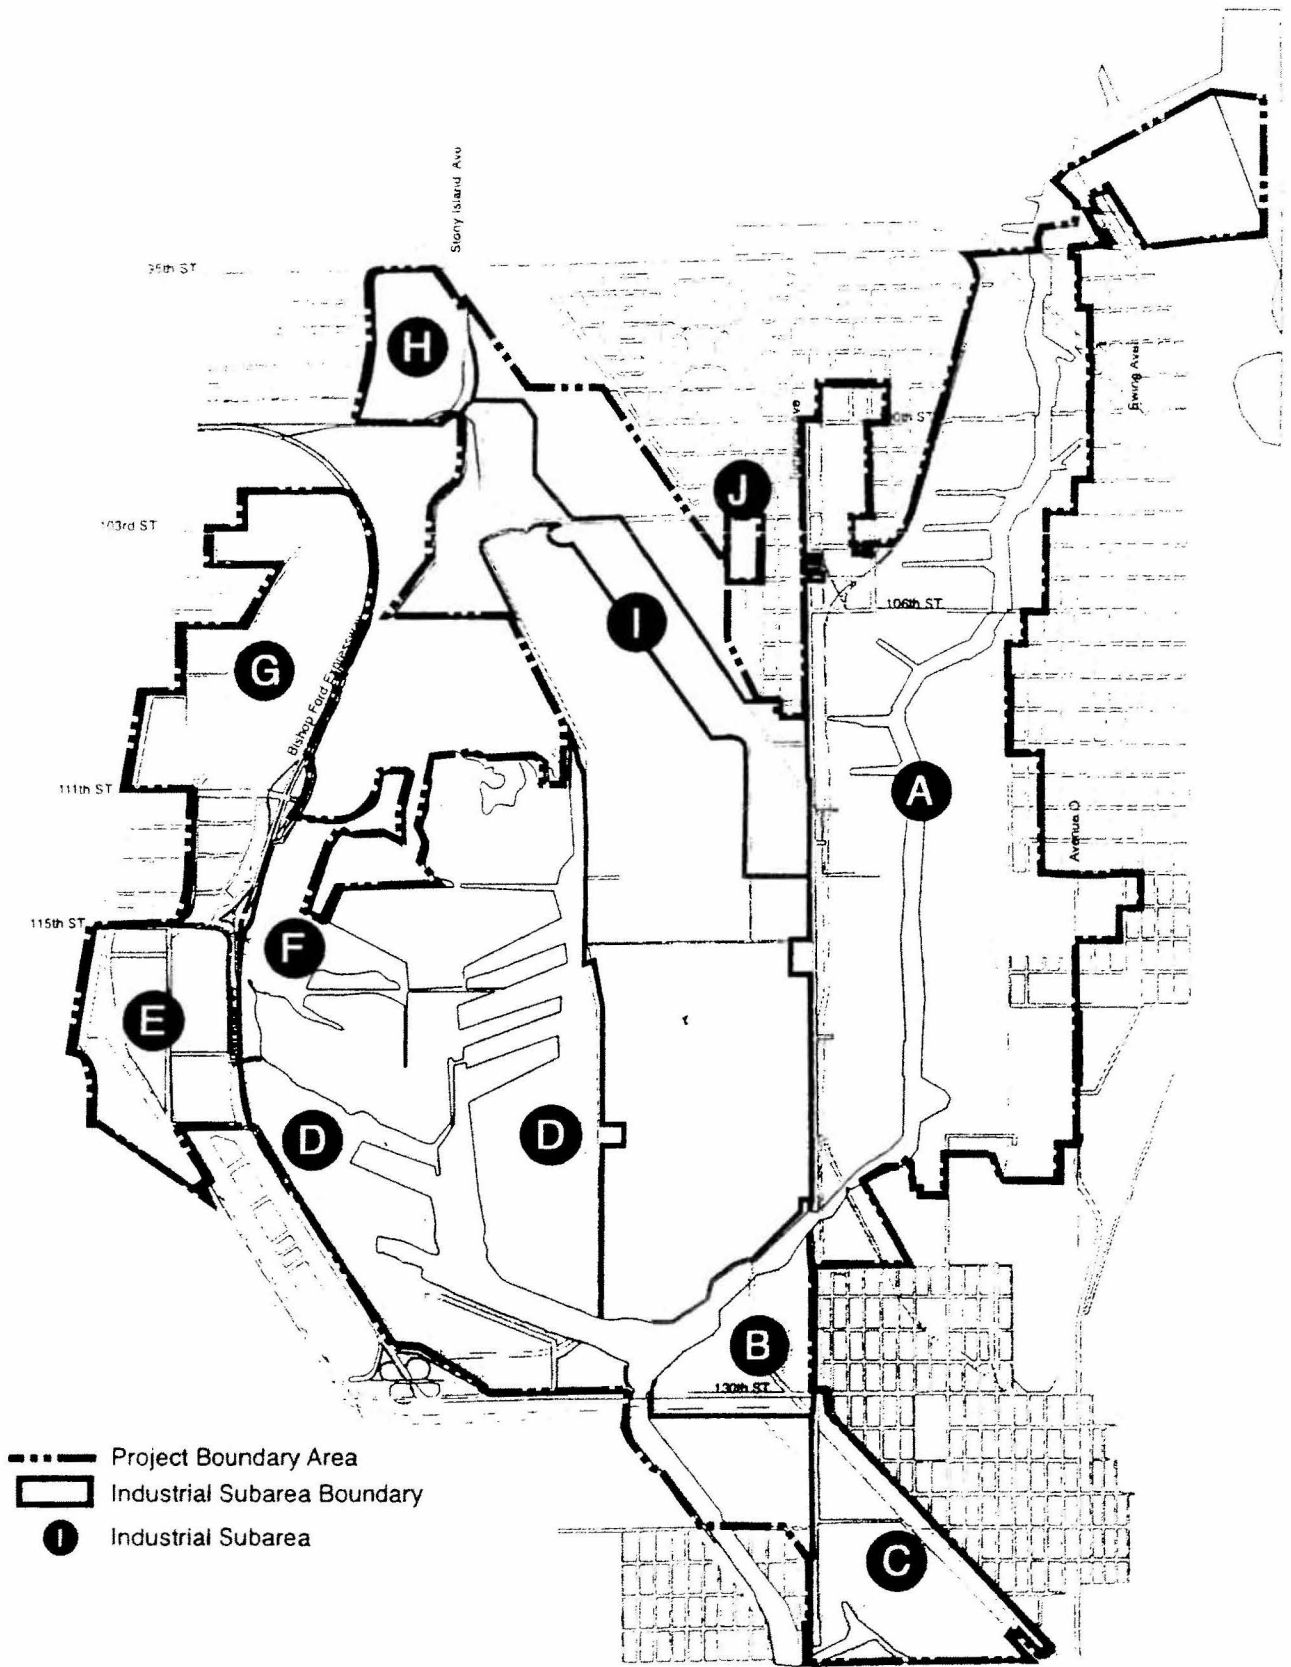 Stony Island Ave
95th ST
H
Ewing Ave
J
103rd ST
106th ST
I
G
Bishop Ford
A
111th ST
Avenue O
115th ST
F
E
D
D
B
130th ST
Project Boundary Area
Industrial Subarea Boundary
I Industrial Subarea
C